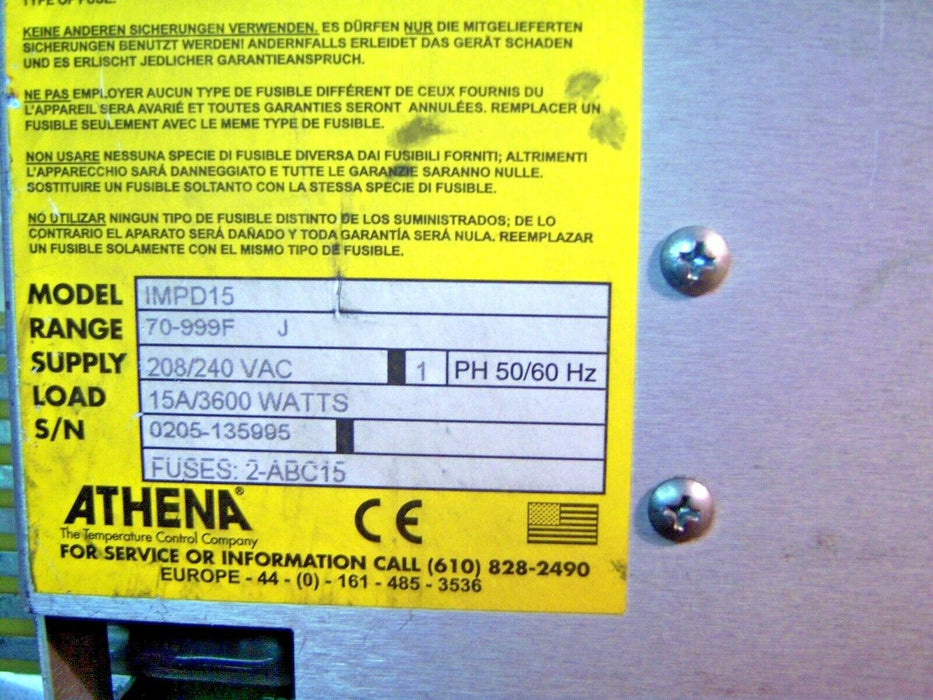 TYPE OF FUSE.
KEINE ANDEREN SICHERUNGEN VERWENDEN. ES DÜRFEN NUR DIE MITGELIEFERTEN
SICHERUNGEN BENUTZT WERDEN! ANDERNFALLS ERLEIDET DAS GERÄT SCHADEN
UND ES ERLISCHT JEDLICHER GARANTIEANSPRUCH.
NE PAS EMPLOYER AUCUN TYPE DE FUSIBLE DIFFÉRENT DE CEUX FOURNIS DU
L'APPAREIL SERA AVARIÉ ET TOUTES GARANTIES SERONT ANNULÉES. REMPLACER UN
FUSIBLE SEULEMENT AVEC LE MEME TYPE DE FUSIBLE.
NON USARE NESSUNA SPECIE DI FUSIBLE DIVERSA DAI FUSIBILI FORNITI; ALTRIMENTI
L'APPARECCHIO SARÁ DANNEGGIATO E TUTTE LE GARANZIE SARANNO NULLE.
SOSTITUIRE UN FUSIBLE SOLTANTO CON LA STESSA SPECIE DI FUSIBLE.
NO UTILIZAR NINGUN TIPO DE FUSIBLE DISTINTO DE LOS SUMINISTRADOS; DE LO
CONTRARIO EL APARATO SERÁ DAÑADO Y TODA GARANTÍA SERÁ NULA. REEMPLAZAR
UN FUSIBLE SOLAMENTE CON EL MISMO TIPO DE FUSIBLE.
MODEL IMPD15
RANGE 70-999F J
SUPPLY 208/240 VAC 1 PH 50/60 Hz
LOAD 15A/3600 WATTS
S/N 0205-135995
FUSES: 2-ABC15
ATHENA® CE
The Temperature Control Company
FOR SERVICE OR INFORMATION CALL (610) 828-2490
EUROPE - 44 - (0) - 161 - 485 - 3536